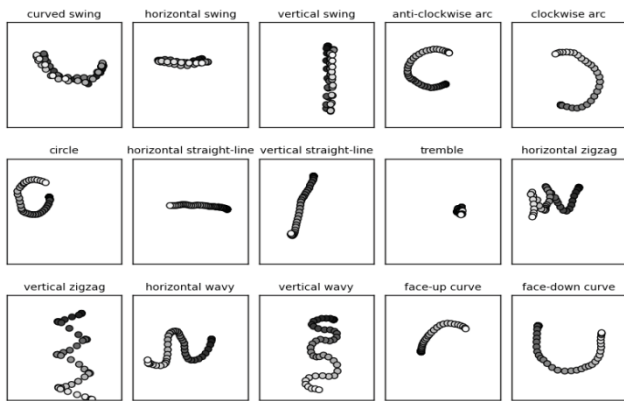 curved swing
horizontal swing
vertical swing
anti-clockwise arc
clockwise arc
circle
horizontal straight-line
vertical straight-line
tremble
horizontal zigzag
vertical zigzag
horizontal wavy
vertical wavy
face-up curve
face-down curve